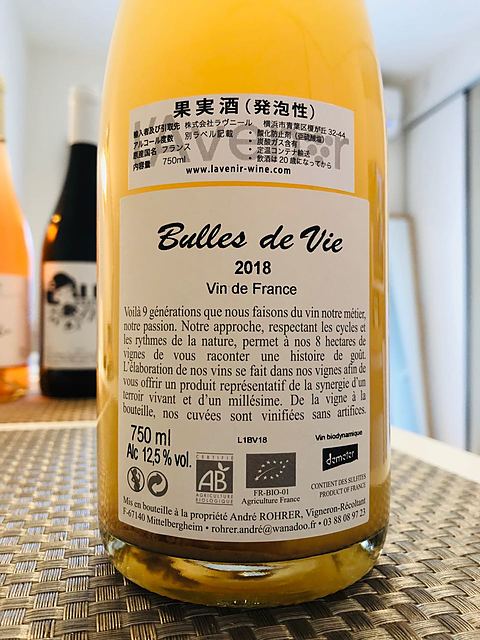 果実酒(発泡性)
輸入者及び引取先 株式会社ラヴニール 横浜市青葉区榎が丘 32-44
アルコール度数 別ラベル記載 ・酸化防止剤(亜硫酸塩)
原産国名 フランス ・炭酸ガス含有
内容量 750ml ・定温コンテナ輸送
・飲酒は20歳になってから
www.lavenir-wine.com
Bulles de Vie
2018
Vin de France
Voilà 9 générations que nous faisons du vin notre métier,
notre passion. Notre approche, respectant les cycles et
les rythmes de la nature, permet à nos 8 hectares de
vignes de vous raconter une histoire de goût.
L'élaboration de nos vins se fait dans nos vignes afin de
vous offrir un produit représentatif de la synergie d'un
terroir vivant et d'un millésime. De la vigne à la
bouteille, nos cuvées sont vinifiées sans artifices.
750 ml
Alc 12,5 % vol.
L1BV18
CERTIFIÉ
AB
AGRICULTURE
BIOLOGIQUE
FR-BIO-01
Agriculture France
Vin biodynamique
demeter
CONTIENT DES SULFITES
PRODUCT OF FRANCE
Mis en bouteille à la propriété André ROHRER, Vigneron-Récoltant
F-67140 Mittelbergheim • rohrer.andré@wanadoo.fr • 03 88 08 97 23